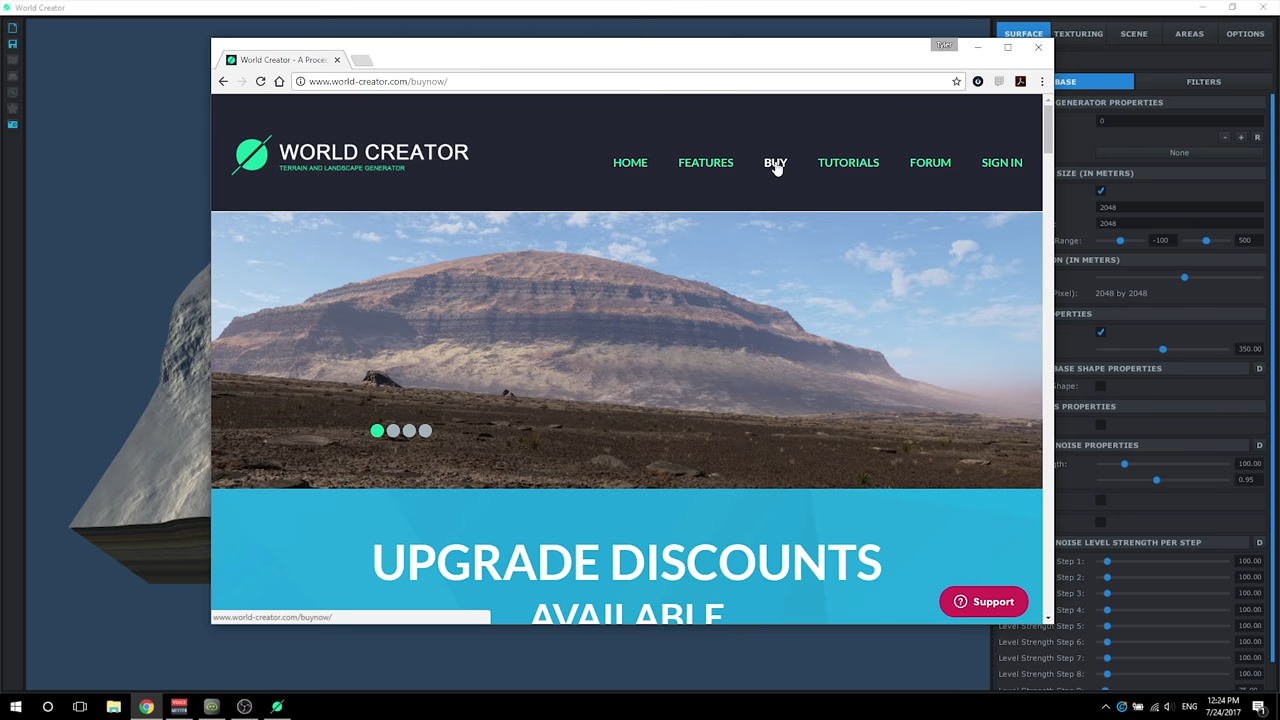 World Creator
SURFACE
TEXTURING
SCENE
AREAS
OPTIONS
BASE
FILTERS
GENERATOR PROPERTIES
0
- + R
None
SIZE (IN METERS)
2048
2048
Range: -100 500
ON (IN METERS)
Pixel): 2048 by 2048
OPERTIES
350.00
BASE SHAPE PROPERTIES D
Shape:
S PROPERTIES
NOISE PROPERTIES D
gth: 100.00
0.95
NOISE LEVEL STRENGTH PER STEP D
Step 1: 100.00
Step 2: 100.00
Step 3: 100.00
Step 4: 100.00
Level Strength Step 5: 100.00
Level Strength Step 6: 100.00
Level Strength Step 7: 100.00
Level Strength Step 8: 100.00
Tyler
World Creator - A Proce
www.world-creator.com/buynow/
WORLD CREATOR
TERRAIN AND LANDSCAPE GENERATOR
HOME
FEATURES
BUY
TUTORIALS
FORUM
SIGN IN
UPGRADE DISCOUNTS
AVAILABLE
Support
www.world-creator.com/buynow/
ENG
12:24 PM
7/24/2017